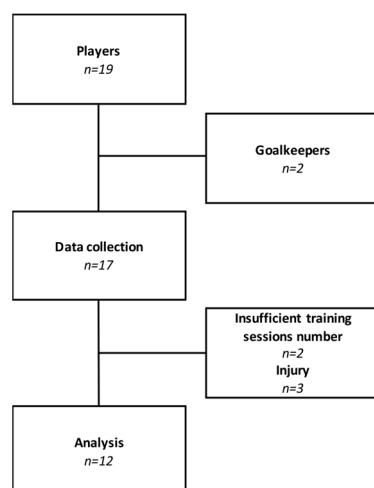 Players
n=19
Goalkeepers
n=2
Data collection
n=17
Insufficient training
sessions number
n=2
Injury
n=3
Analysis
n=12